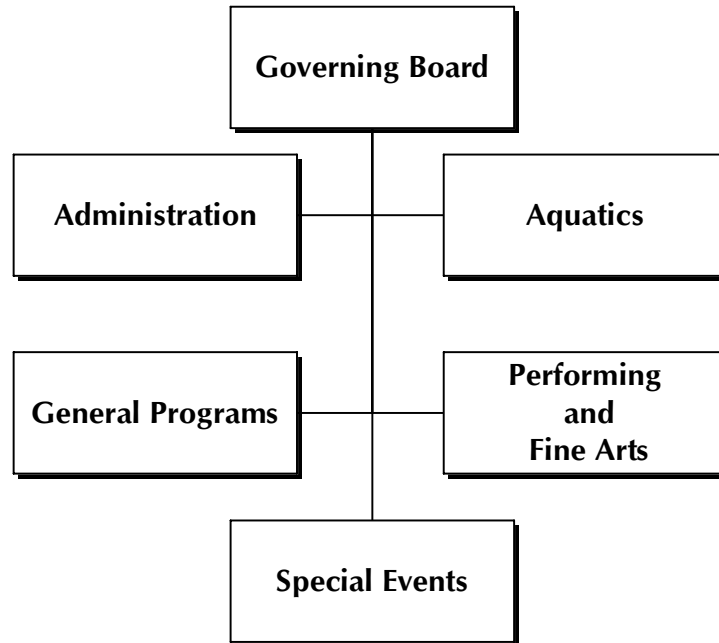 Governing Board
Administration
Aquatics
General Programs
Performing
and
Fine Arts
Special Events